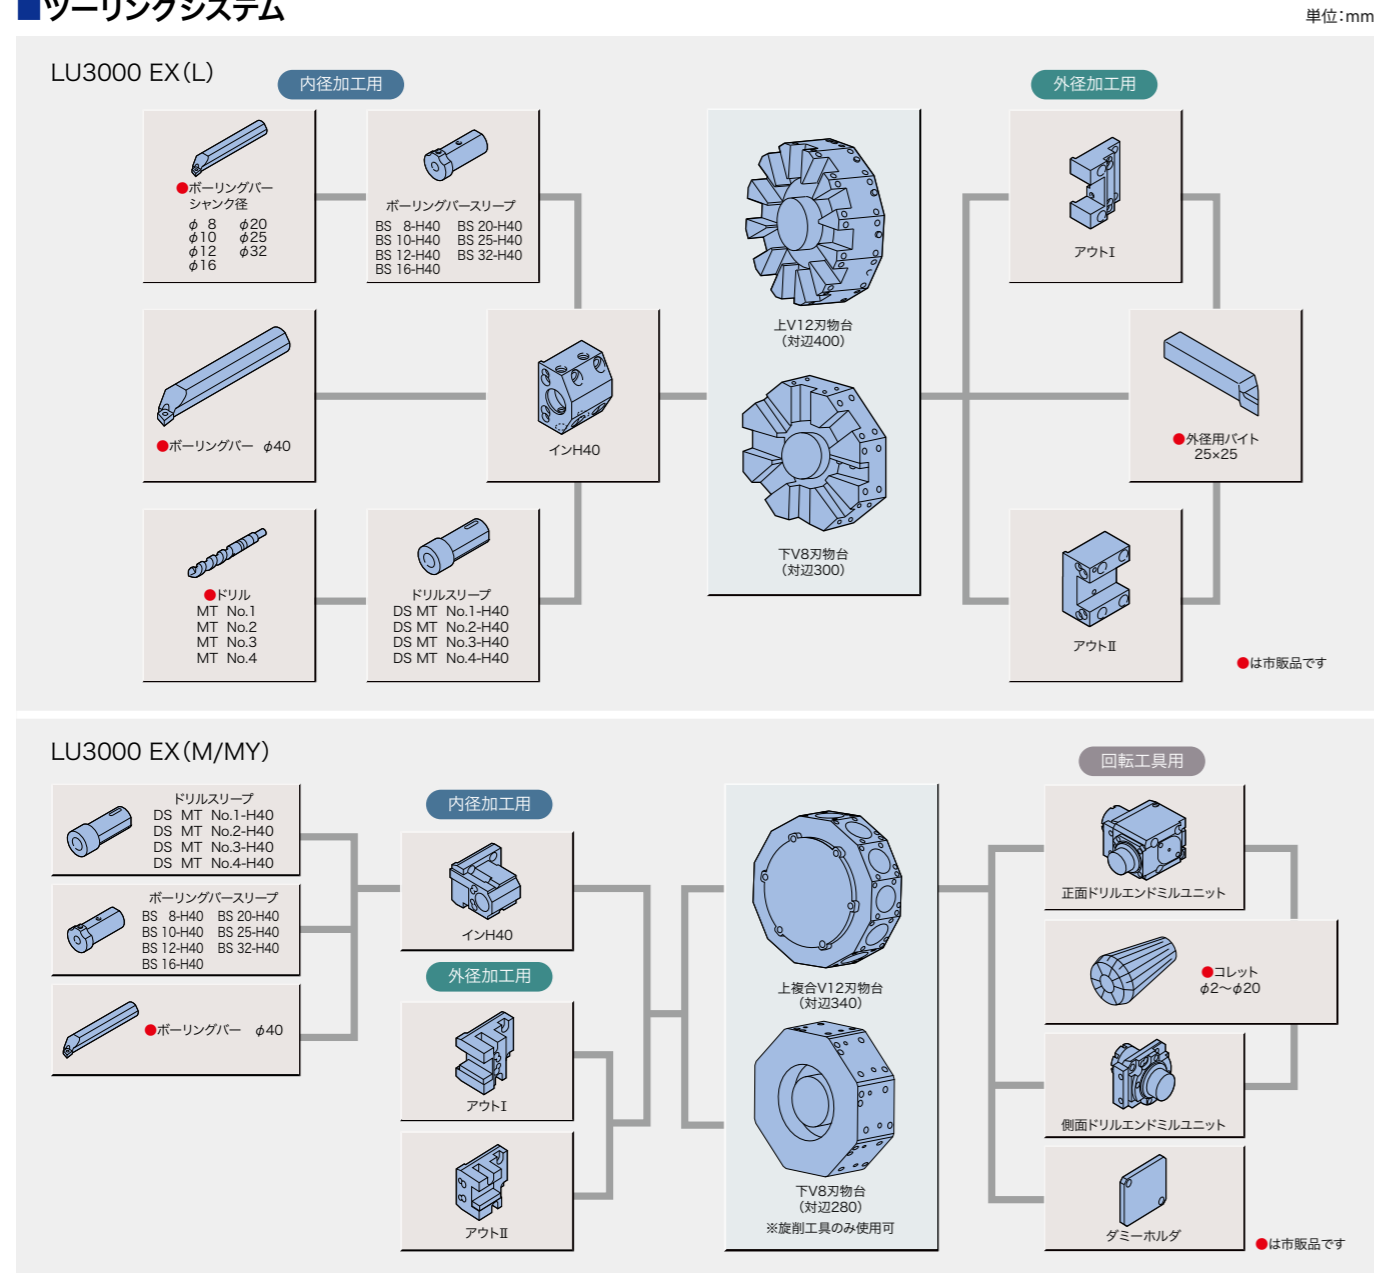 ■ツーリングシステム
単位：mm
LU3000 EX（L）
内径加工用
外径加工用
●ボーリングバー
シャンク径
φ 8　φ20
φ10　φ25
φ12　φ32
φ16
ボーリングバースリーブ
BS 8-H40　BS 20-H40
BS 10-H40　BS 25-H40
BS 12-H40　BS 32-H40
BS 16-H40
●ボーリングバー φ40
インH40
●ドリル
MT No.1
MT No.2
MT No.3
MT No.4
ドリルスリーブ
DS MT No.1-H40
DS MT No.2-H40
DS MT No.3-H40
DS MT No.4-H40
上V12刃物台
（対辺400）
下V8刃物台
（対辺300）
アウトI
●外径用バイト
25×25
アウトⅡ
●は市販品です
LU3000 EX（M/MY）
ドリルスリーブ
DS MT No.1-H40
DS MT No.2-H40
DS MT No.3-H40
DS MT No.4-H40
ボーリングバースリーブ
BS 8-H40　BS 20-H40
BS 10-H40　BS 25-H40
BS 12-H40　BS 32-H40
BS 16-H40
●ボーリングバー φ40
内径加工用
インH40
外径加工用
アウトI
アウトⅡ
上複合V12刃物台
（対辺340）
下V8刃物台
（対辺280）
※旋削工具のみ使用可
回転工具用
正面ドリルエンドミルユニット
●コレット
φ2〜φ20
側面ドリルエンドミルユニット
ダミーホルダ
●は市販品です